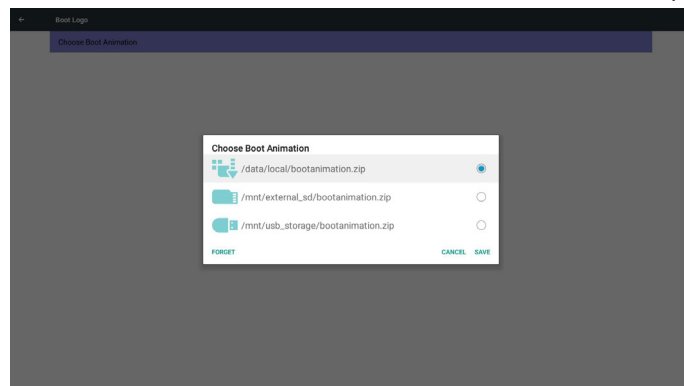 Boot Logo
Choose Boot Animation
Choose Boot Animation
/data/local/bootanimation.zip
/mnt/external_sd/bootanimation.zip
/mnt/usb_storage/bootanimation.zip
FORGET CANCEL SAVE